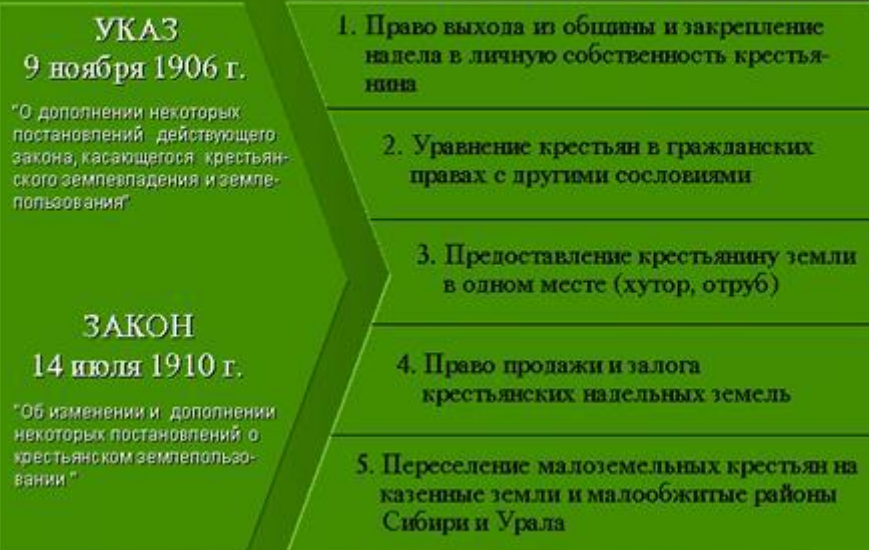 УКАЗ
9 ноября 1906 г.
"О дополнении некоторых
постановлений действующего
закона, касающегося крестьян-
ского землевладения и земле-
пользования"
ЗАКОН
14 июля 1910 г.
"Об изменении и дополнении
некоторых постановлений о
крестьянском землепользо-
вании "
1. Право выхода из общины и закрепление
надела в личную собственность крестья-
нина
2. Уравнение крестьян в гражданских
правах с другими сословиями
3. Предоставление крестьянину земли
в одном месте (хутор, отруб)
4. Право продажи и залога
крестьянских надельных земель
5. Переселение малоземельных крестьян на
казенные земли и малообжитые районы
Сибири и Урала